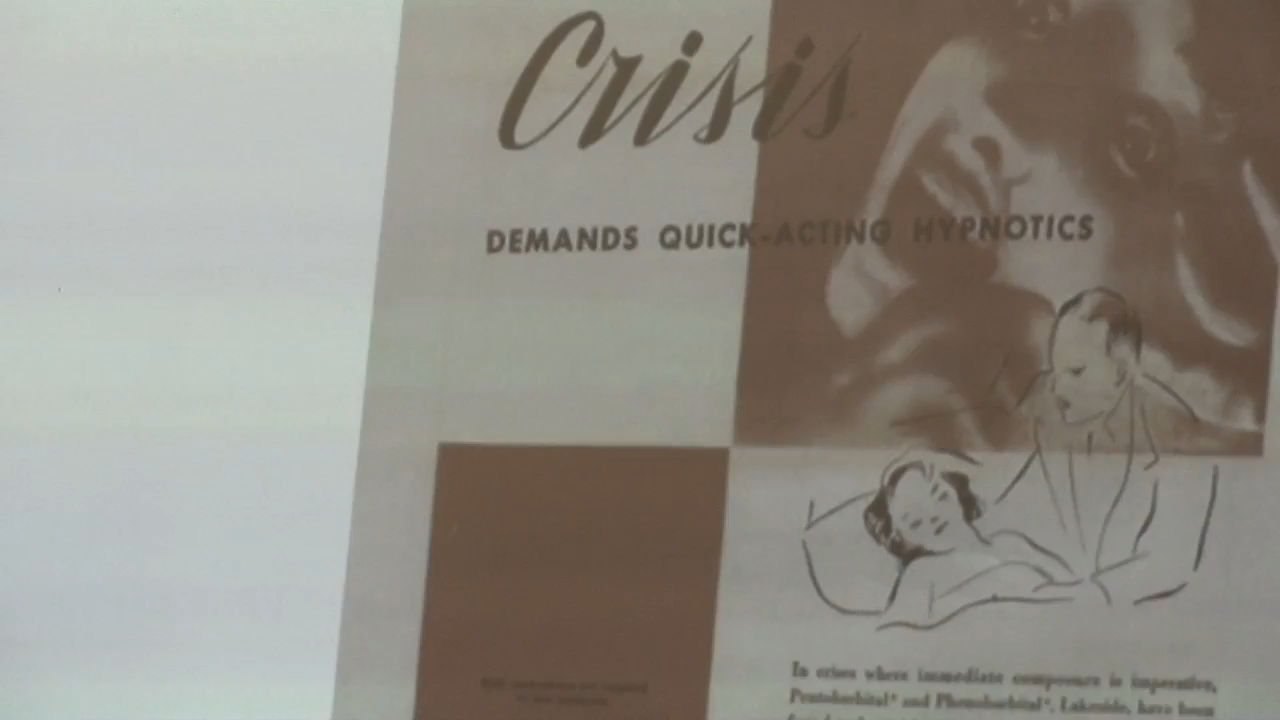 Crisis
DEMANDS QUICK-ACTING HYPNOTICS
In crises where immediate composure is imperative,
Pentobarbital* and Phenobarbital*, Lakeside, have been